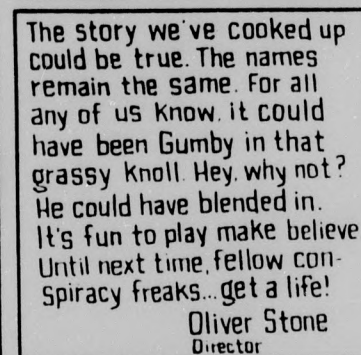 The story we've cooked up
could be true. The names
remain the same. For all
any of us know, it could
have been Gumby in that
grassy knoll. Hey, why not?
He could have blended in.
It's fun to play make believe
Until next time, fellow con-
spiracy freaks...get a life!
Oliver Stone
Director